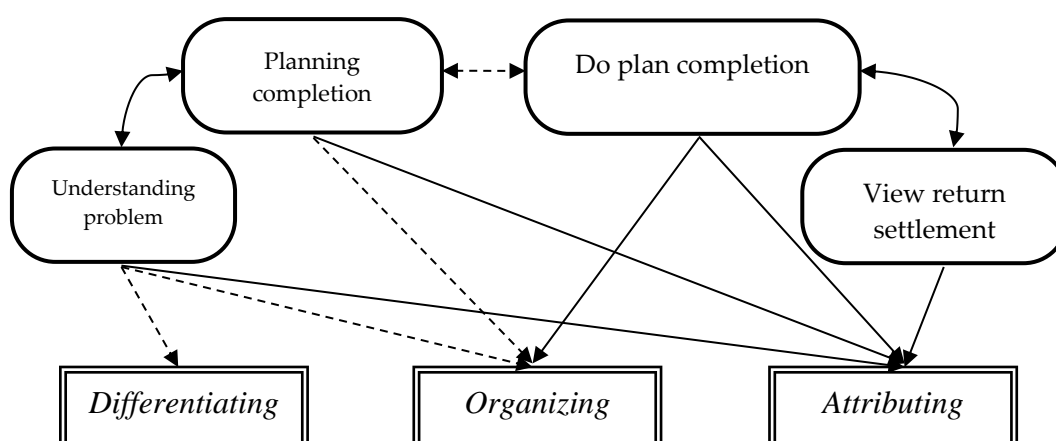 Planning
completion
Do plan completion
Understanding
problem
View return
settlement
Differentiating
Organizing
Attributing